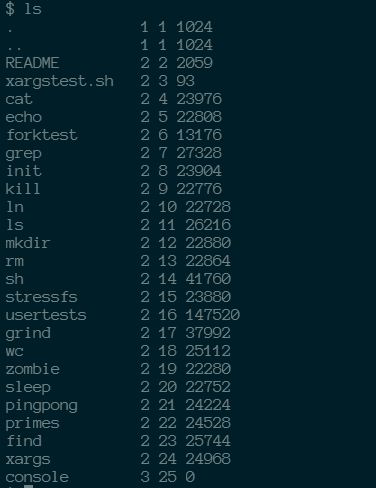 $ ls
.              1 1 1024
..             1 1 1024
README         2 2 2059
xargstest.sh   2 3 93
cat            2 4 23976
echo           2 5 22808
forktest       2 6 13176
grep           2 7 27328
init           2 8 23904
kill           2 9 22776
ln             2 10 22728
ls             2 11 26216
mkdir          2 12 22880
rm             2 13 22864
sh             2 14 41760
stressfs       2 15 23880
usertests      2 16 147520
grind          2 17 37992
wc             2 18 25112
zombie         2 19 22280
sleep          2 20 22752
pingpong       2 21 24224
primes         2 22 24528
find           2 23 25744
xargs          2 24 24968
console        3 25 0